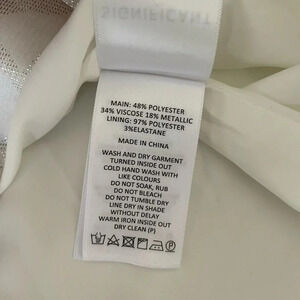 SIGNIFICANT
MAIN: 48% POLYESTER
34% VISCOSE 18% METALLIC
LINING: 97% POLYESTER
3%ELASTANE
MADE IN CHINA
WASH AND DRY GARMENT
TURNED INSIDE OUT
COLD HAND WASH WITH
LIKE COLOURS
DO NOT SOAK, RUB
DO NOT BLEACH
DO NOT TUMBLE DRY
LINE DRY IN SHADE
WITHOUT DELAY
WARM IRON INSIDE OUT
DRY CLEAN (P)